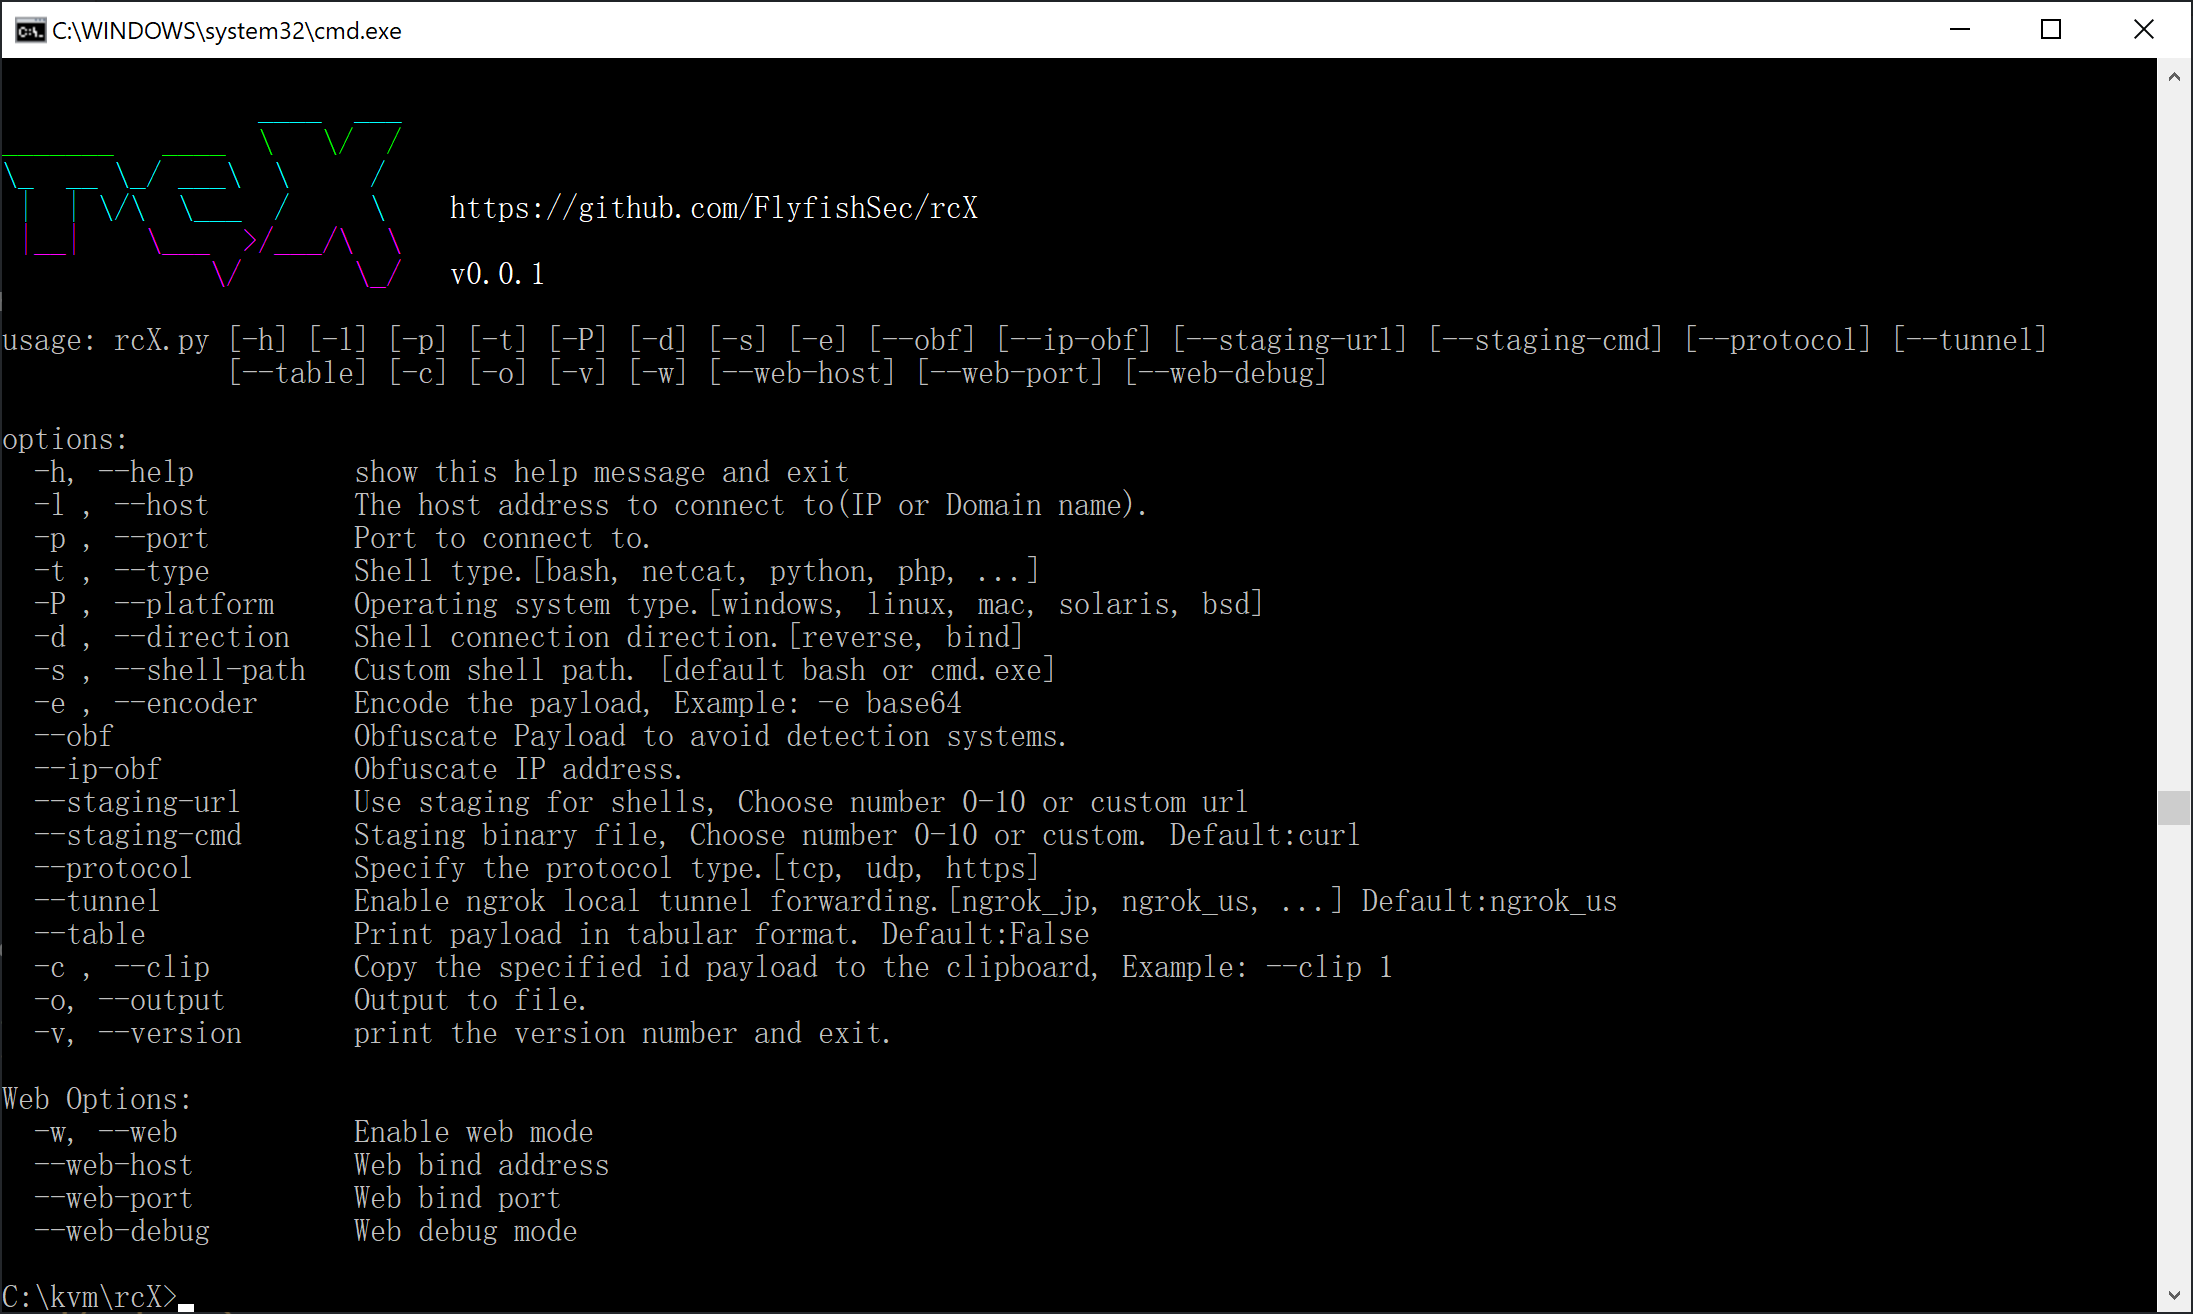 C:\WINDOWS\system32\cmd.exe
rcX
https://github.com/FlyfishSec/rcX
v0.0.1
usage: rcX.py [-h] [-l] [-p] [-t] [-P] [-d] [-s] [-e] [--obf] [--ip-obf] [--staging-url] [--staging-cmd] [--protocol] [--tunnel]
[--table] [-c] [-o] [-v] [-w] [--web-host] [--web-port] [--web-debug]
options:
-h, --help show this help message and exit
-l , --host The host address to connect to(IP or Domain name).
-p , --port Port to connect to.
-t , --type Shell type.[bash, netcat, python, php, ...]
-P , --platform Operating system type.[windows, linux, mac, solaris, bsd]
-d , --direction Shell connection direction.[reverse, bind]
-s , --shell-path Custom shell path. [default bash or cmd.exe]
-e , --encoder Encode the payload, Example: -e base64
--obf Obfuscate Payload to avoid detection systems.
--ip-obf Obfuscate IP address.
--staging-url Use staging for shells, Choose number 0-10 or custom url
--staging-cmd Staging binary file, Choose number 0-10 or custom. Default:curl
--protocol Specify the protocol type.[tcp, udp, https]
--tunnel Enable ngrok local tunnel forwarding.[ngrok_jp, ngrok_us, ...] Default:ngrok_us
--table Print payload in tabular format. Default:False
-c , --clip Copy the specified id payload to the clipboard, Example: --clip 1
-o, --output Output to file.
-v, --version print the version number and exit.
Web Options:
-w, --web Enable web mode
--web-host Web bind address
--web-port Web bind port
--web-debug Web debug mode
C:\kvm\rcX>